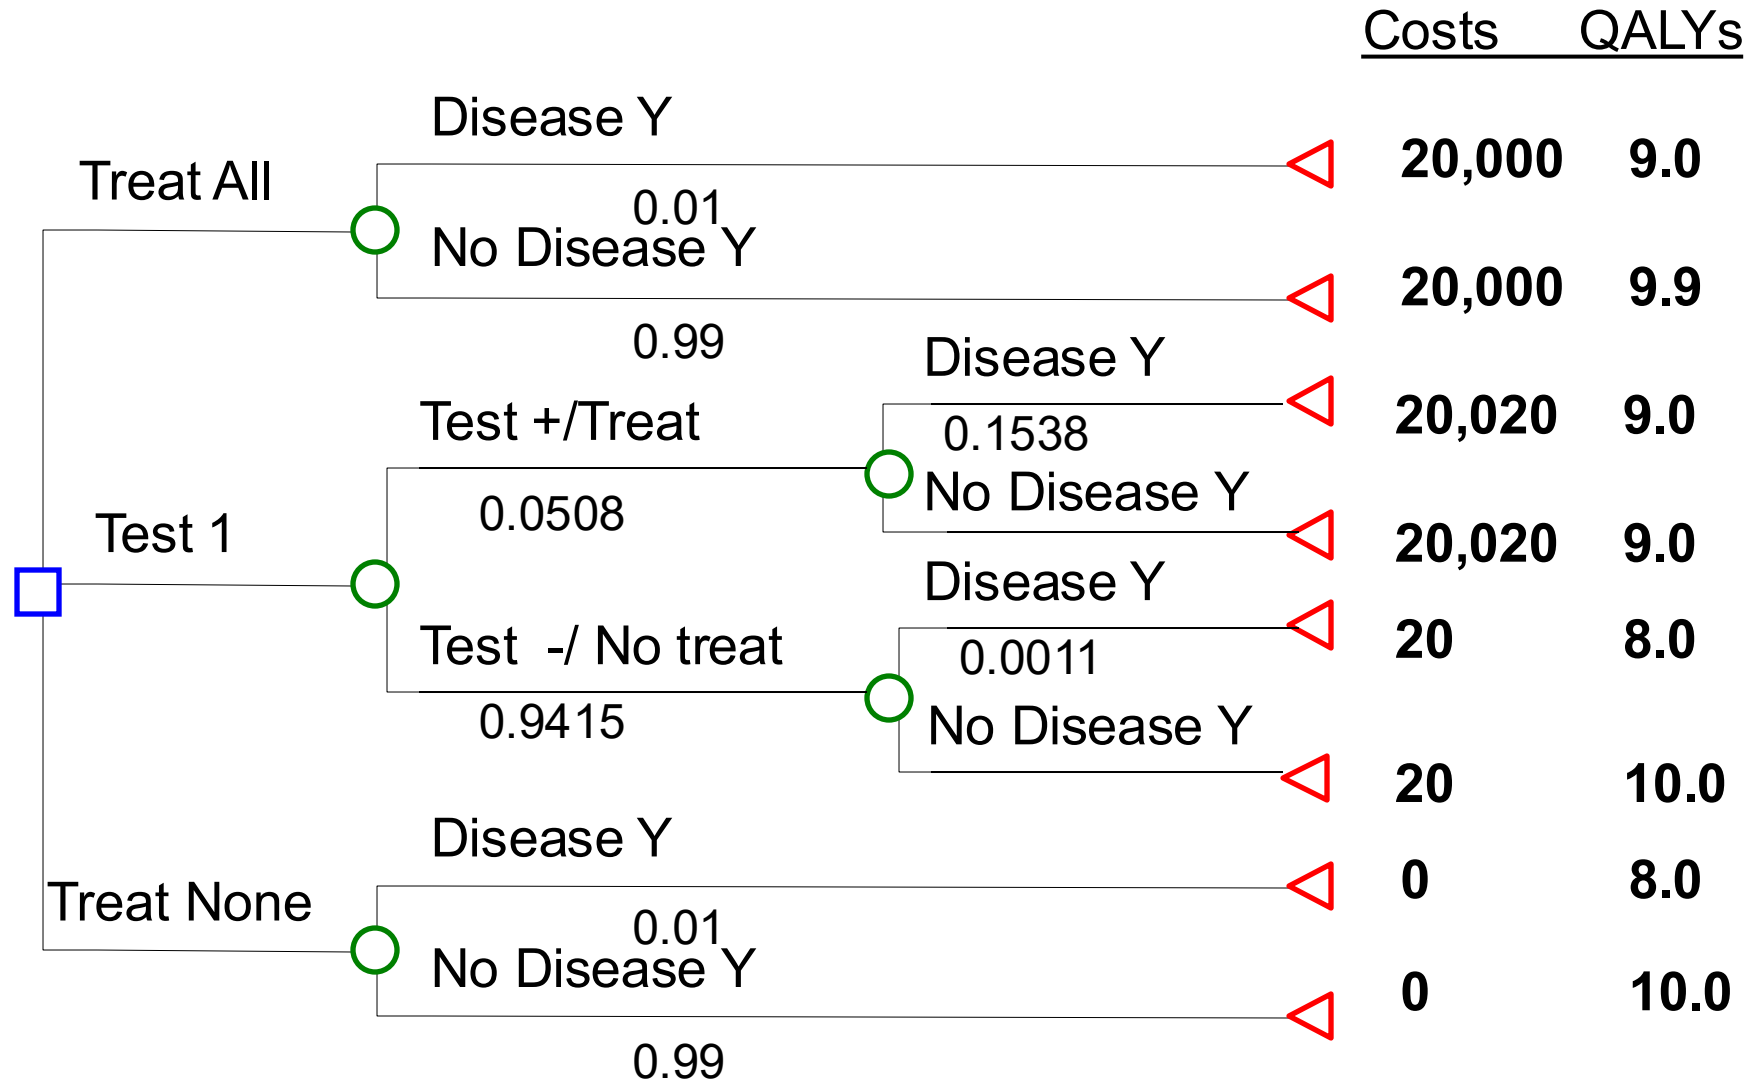 Costs QALYs
Disease Y
Treat All
20,000 9.0
0.01
No Disease Y
20,000 9.9
0.99
Disease Y
Test +/Treat
20,020 9.0
0.1538
No Disease Y
0.0508
Test 1
20,020 9.0
Disease Y
Test -/ No treat
20 8.0
0.0011
No Disease Y
0.9415
20 10.0
Disease Y
0 8.0
Treat None
0.01
No Disease Y
0 10.0
0.99